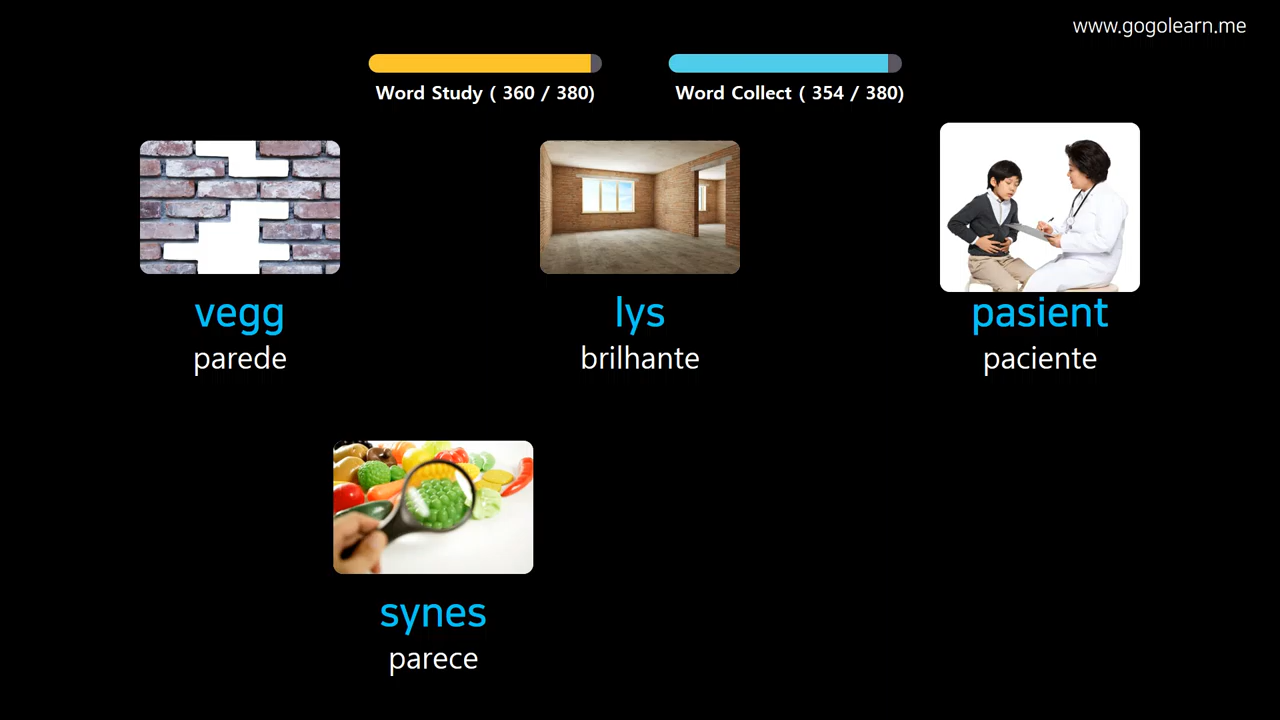 www.gogolearn.me
Word Study ( 360 / 380)
Word Collect ( 354 / 380)
vegg
parede
lys
brilhante
pasient
paciente
synes
parece